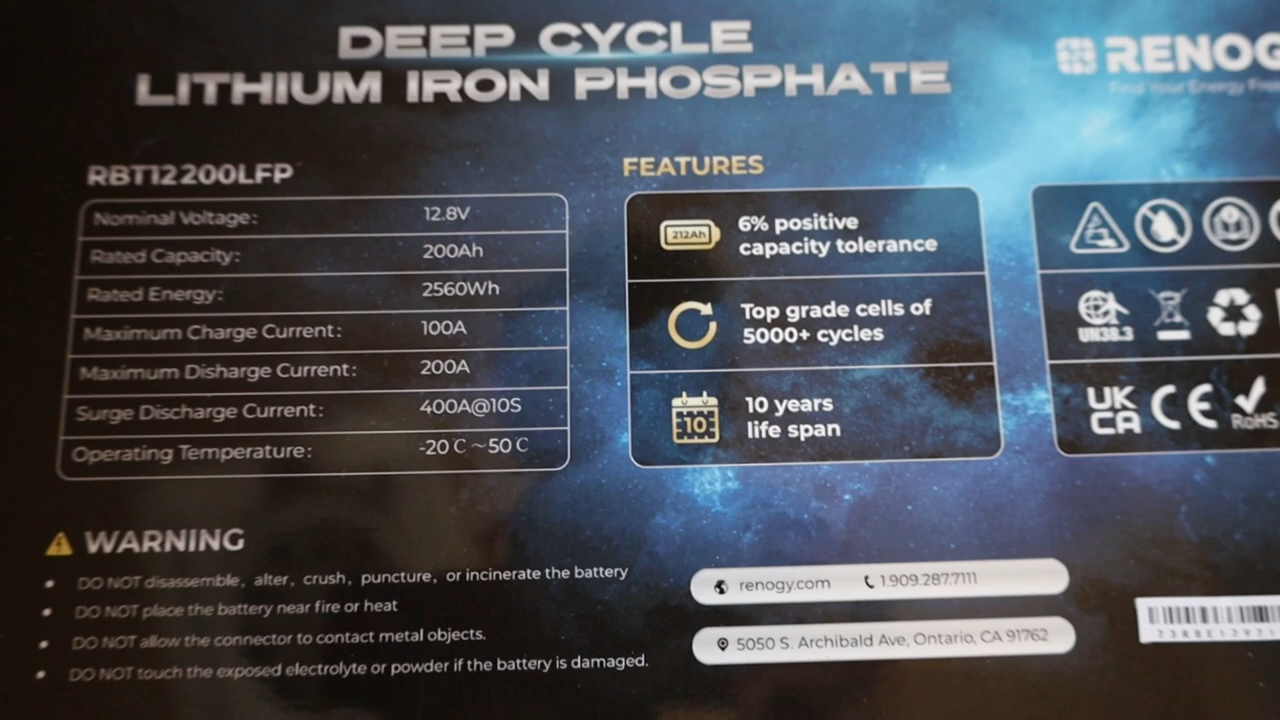 DEEP CYCLE
LITHIUM IRON PHOSPHATE
RENOG
Find Your Energy
RBT12200LFP
Nominal Voltage: 12.8V
Rated Capacity: 200Ah
Rated Energy: 2560Wh
Maximum Charge Current: 100A
Maximum Disharge Current: 200A
Surge Discharge Current: 400A@10S
Operating Temperature: -20℃~50℃
FEATURES
212Ah
6% positive
capacity tolerance
Top grade cells of
5000+ cycles
10
10 years
life span
UN38.3
UK
CA
CE
RoHS
WARNING
• DO NOT disassemble, alter, crush, puncture, or incinerate the battery
• DO NOT place the battery near fire or heat
• DO NOT allow the connector to contact metal objects.
• DO NOT touch the exposed electrolyte or powder if the battery is damaged.
renogy.com 1.909.287.7111
5050 S. Archibald Ave, Ontario, CA 91762